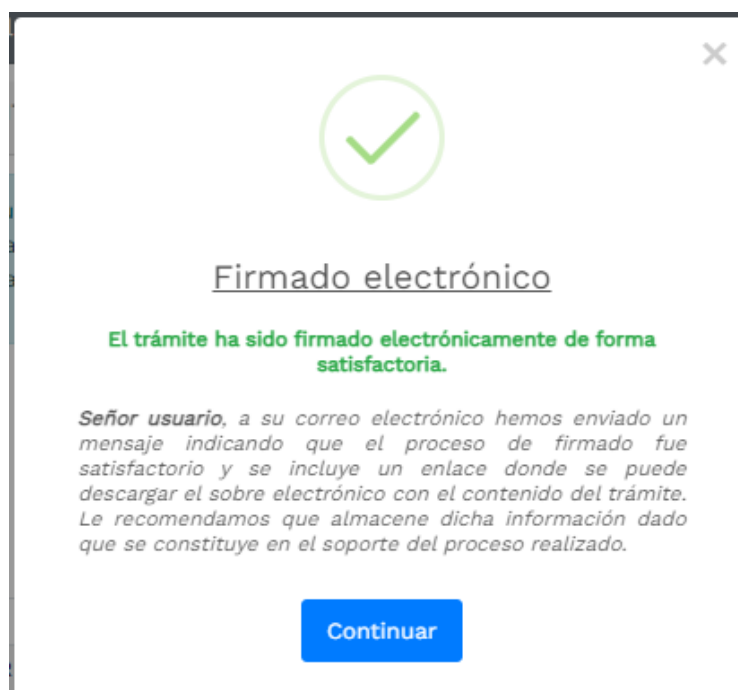 Firmado electrónico
El trámite ha sido firmado electrónicamente de forma
satisfactoria.
Señor usuario, a su correo electrónico hemos enviado un
mensaje indicando que el proceso de firmado fue
satisfactorio y se incluye un enlace donde se puede
descargar el sobre electrónico con el contenido del trámite.
Le recomendamos que almacene dicha información dado
que se constituye en el soporte del proceso realizado.
Continuar